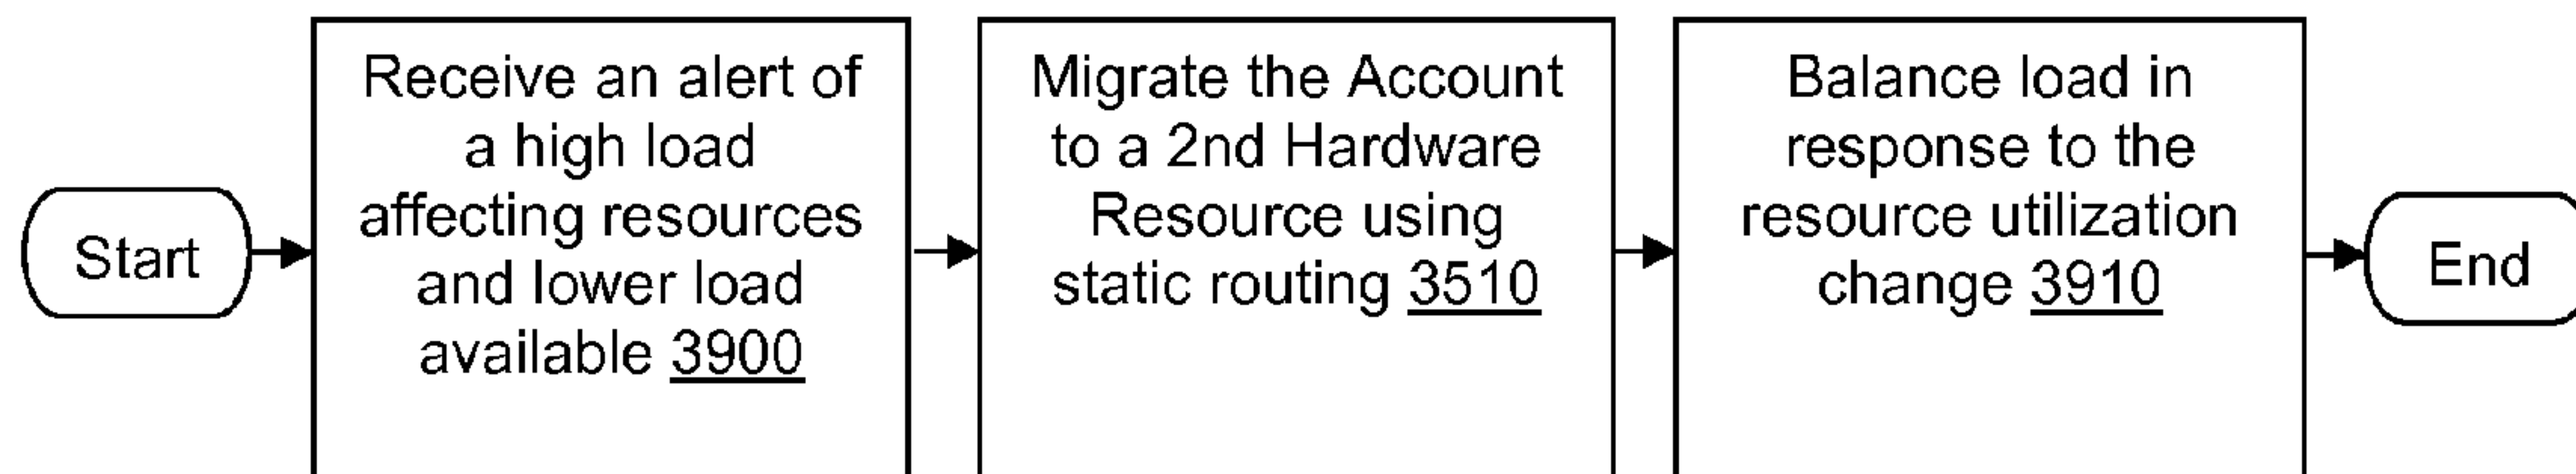 Start
Receive an alert of
a high load
affecting resources
and lower load
available 3900
Migrate the Account
to a 2nd Hardware
Resource using
static routing 3510
Balance load in
response to the
resource utilization
change 3910
End